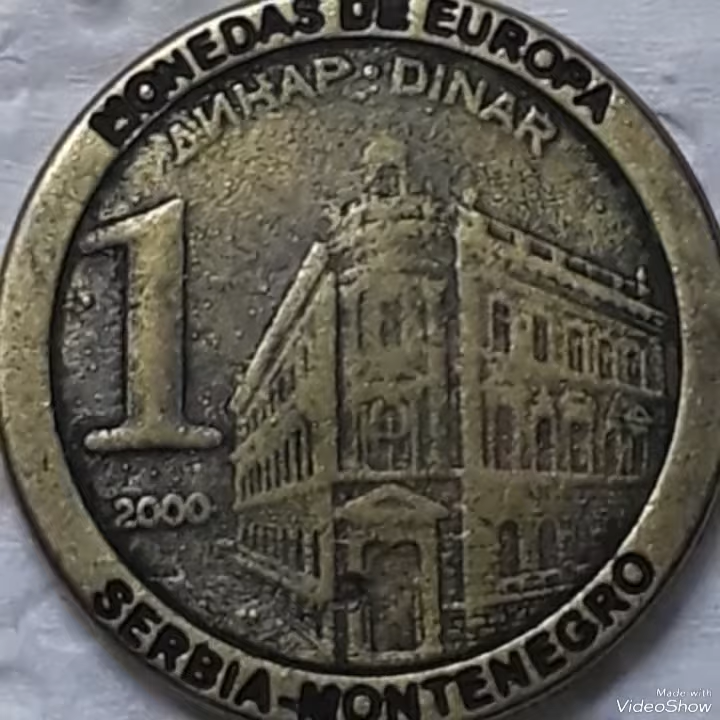 MONEDAS DE EUROPA
ДИНАР · DINAR
1
2000
SERBIA-MONTENEGRO
Made with
VideoShow